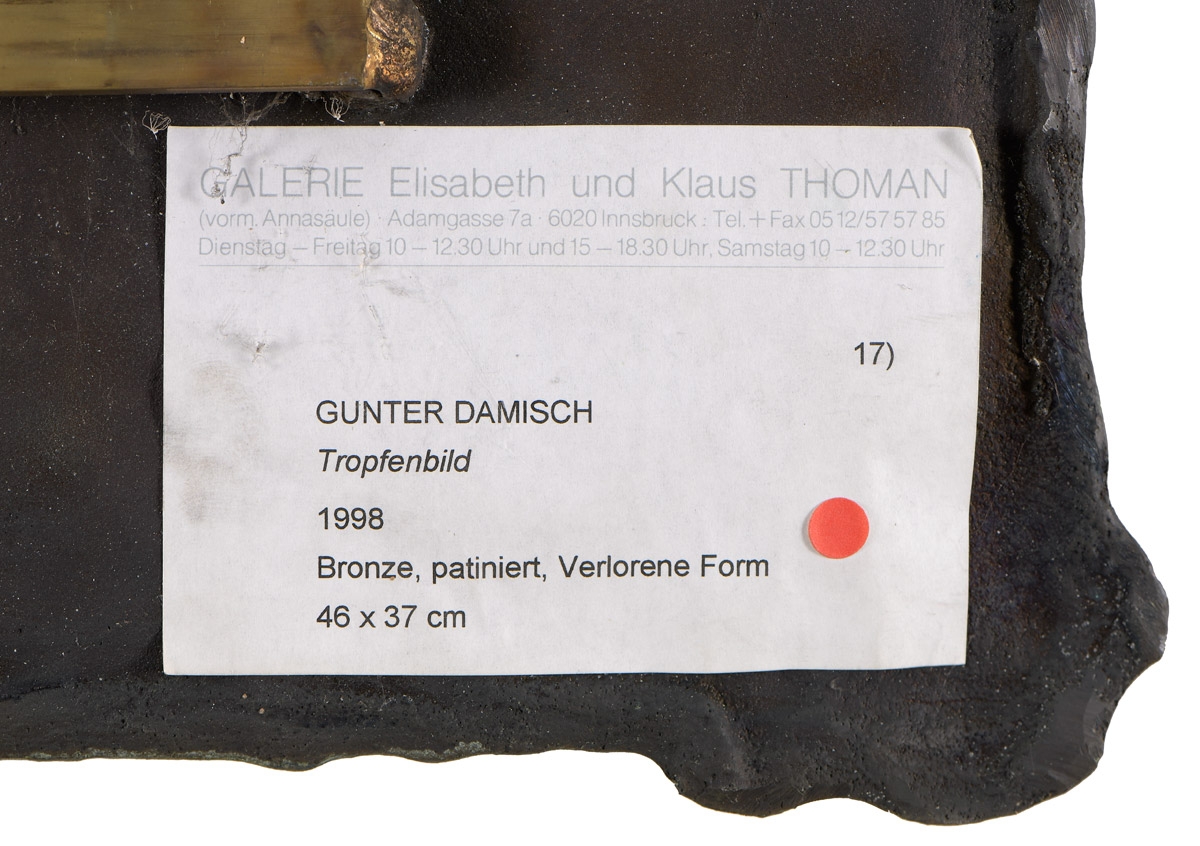 GALERIE Elisabeth und Klaus THOMAN
(vorm. Annasäule) · Adamgasse 7a · 6020 Innsbruck : Tel. + Fax 05 12/57 57 85
Dienstag – Freitag 10 – 12.30 Uhr und 15 – 18.30 Uhr, Samstag 10 – 12.30 Uhr
17)
GUNTER DAMISCH
Tropfenbild
1998
Bronze, patiniert, Verlorene Form
46 x 37 cm